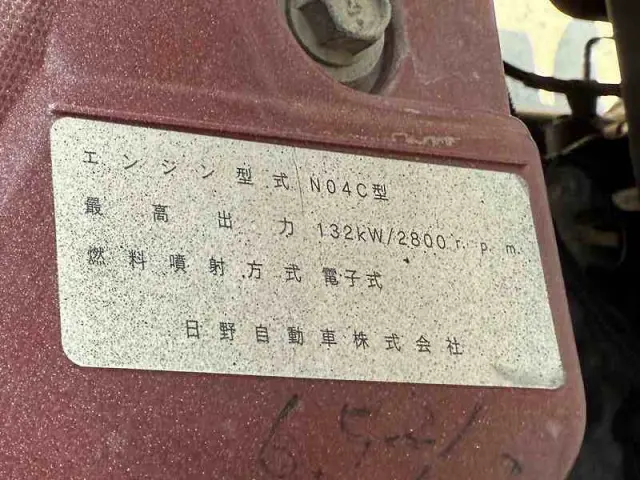 エンジン型式 N04C型
最高出力 132kW/2800r.p.m.
燃料噴射方式 電子式
日野自動車株式会社